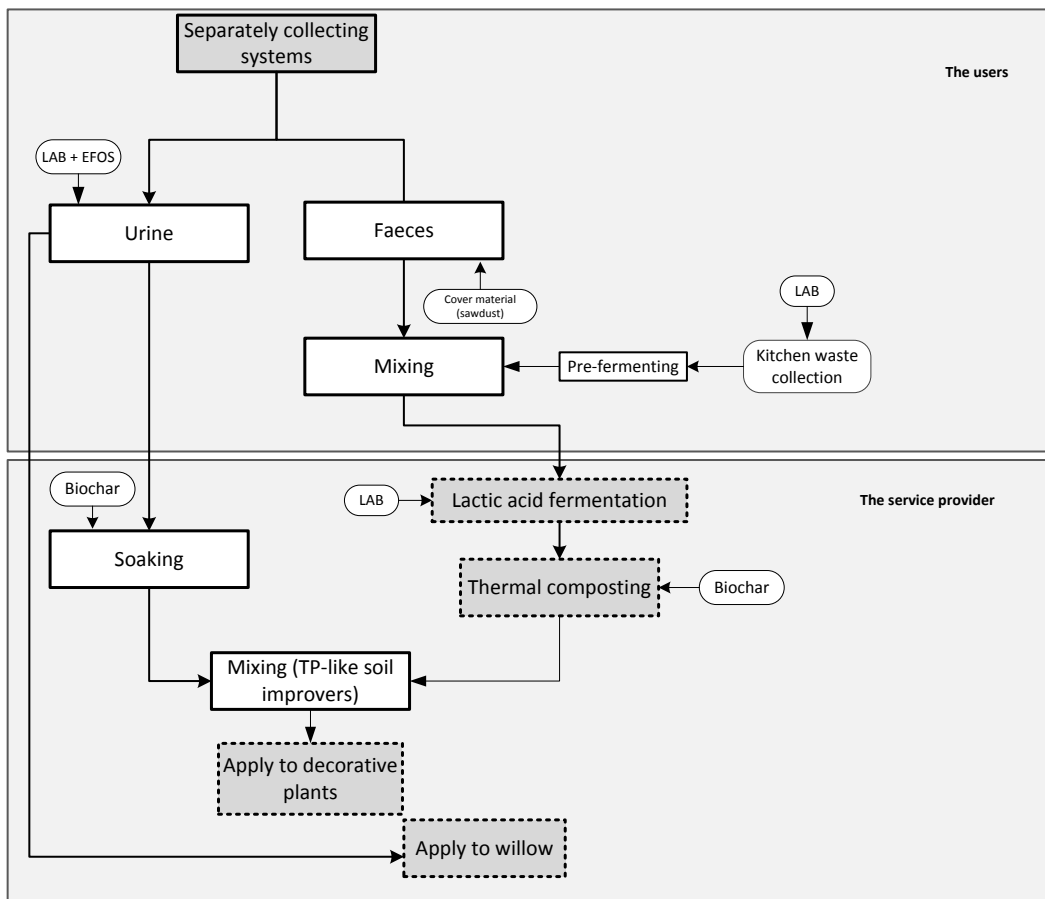 Separately collecting
systems
The users
LAB + EFOS
Urine
Faeces
Cover material
(sawdust)
LAB
Mixing
Pre-fermenting
Kitchen waste
collection
Biochar
LAB
Lactic acid fermentation
The service provider
Soaking
Thermal composting
Biochar
Mixing (TP-like soil
improvers)
Apply to decorative
plants
Apply to willow